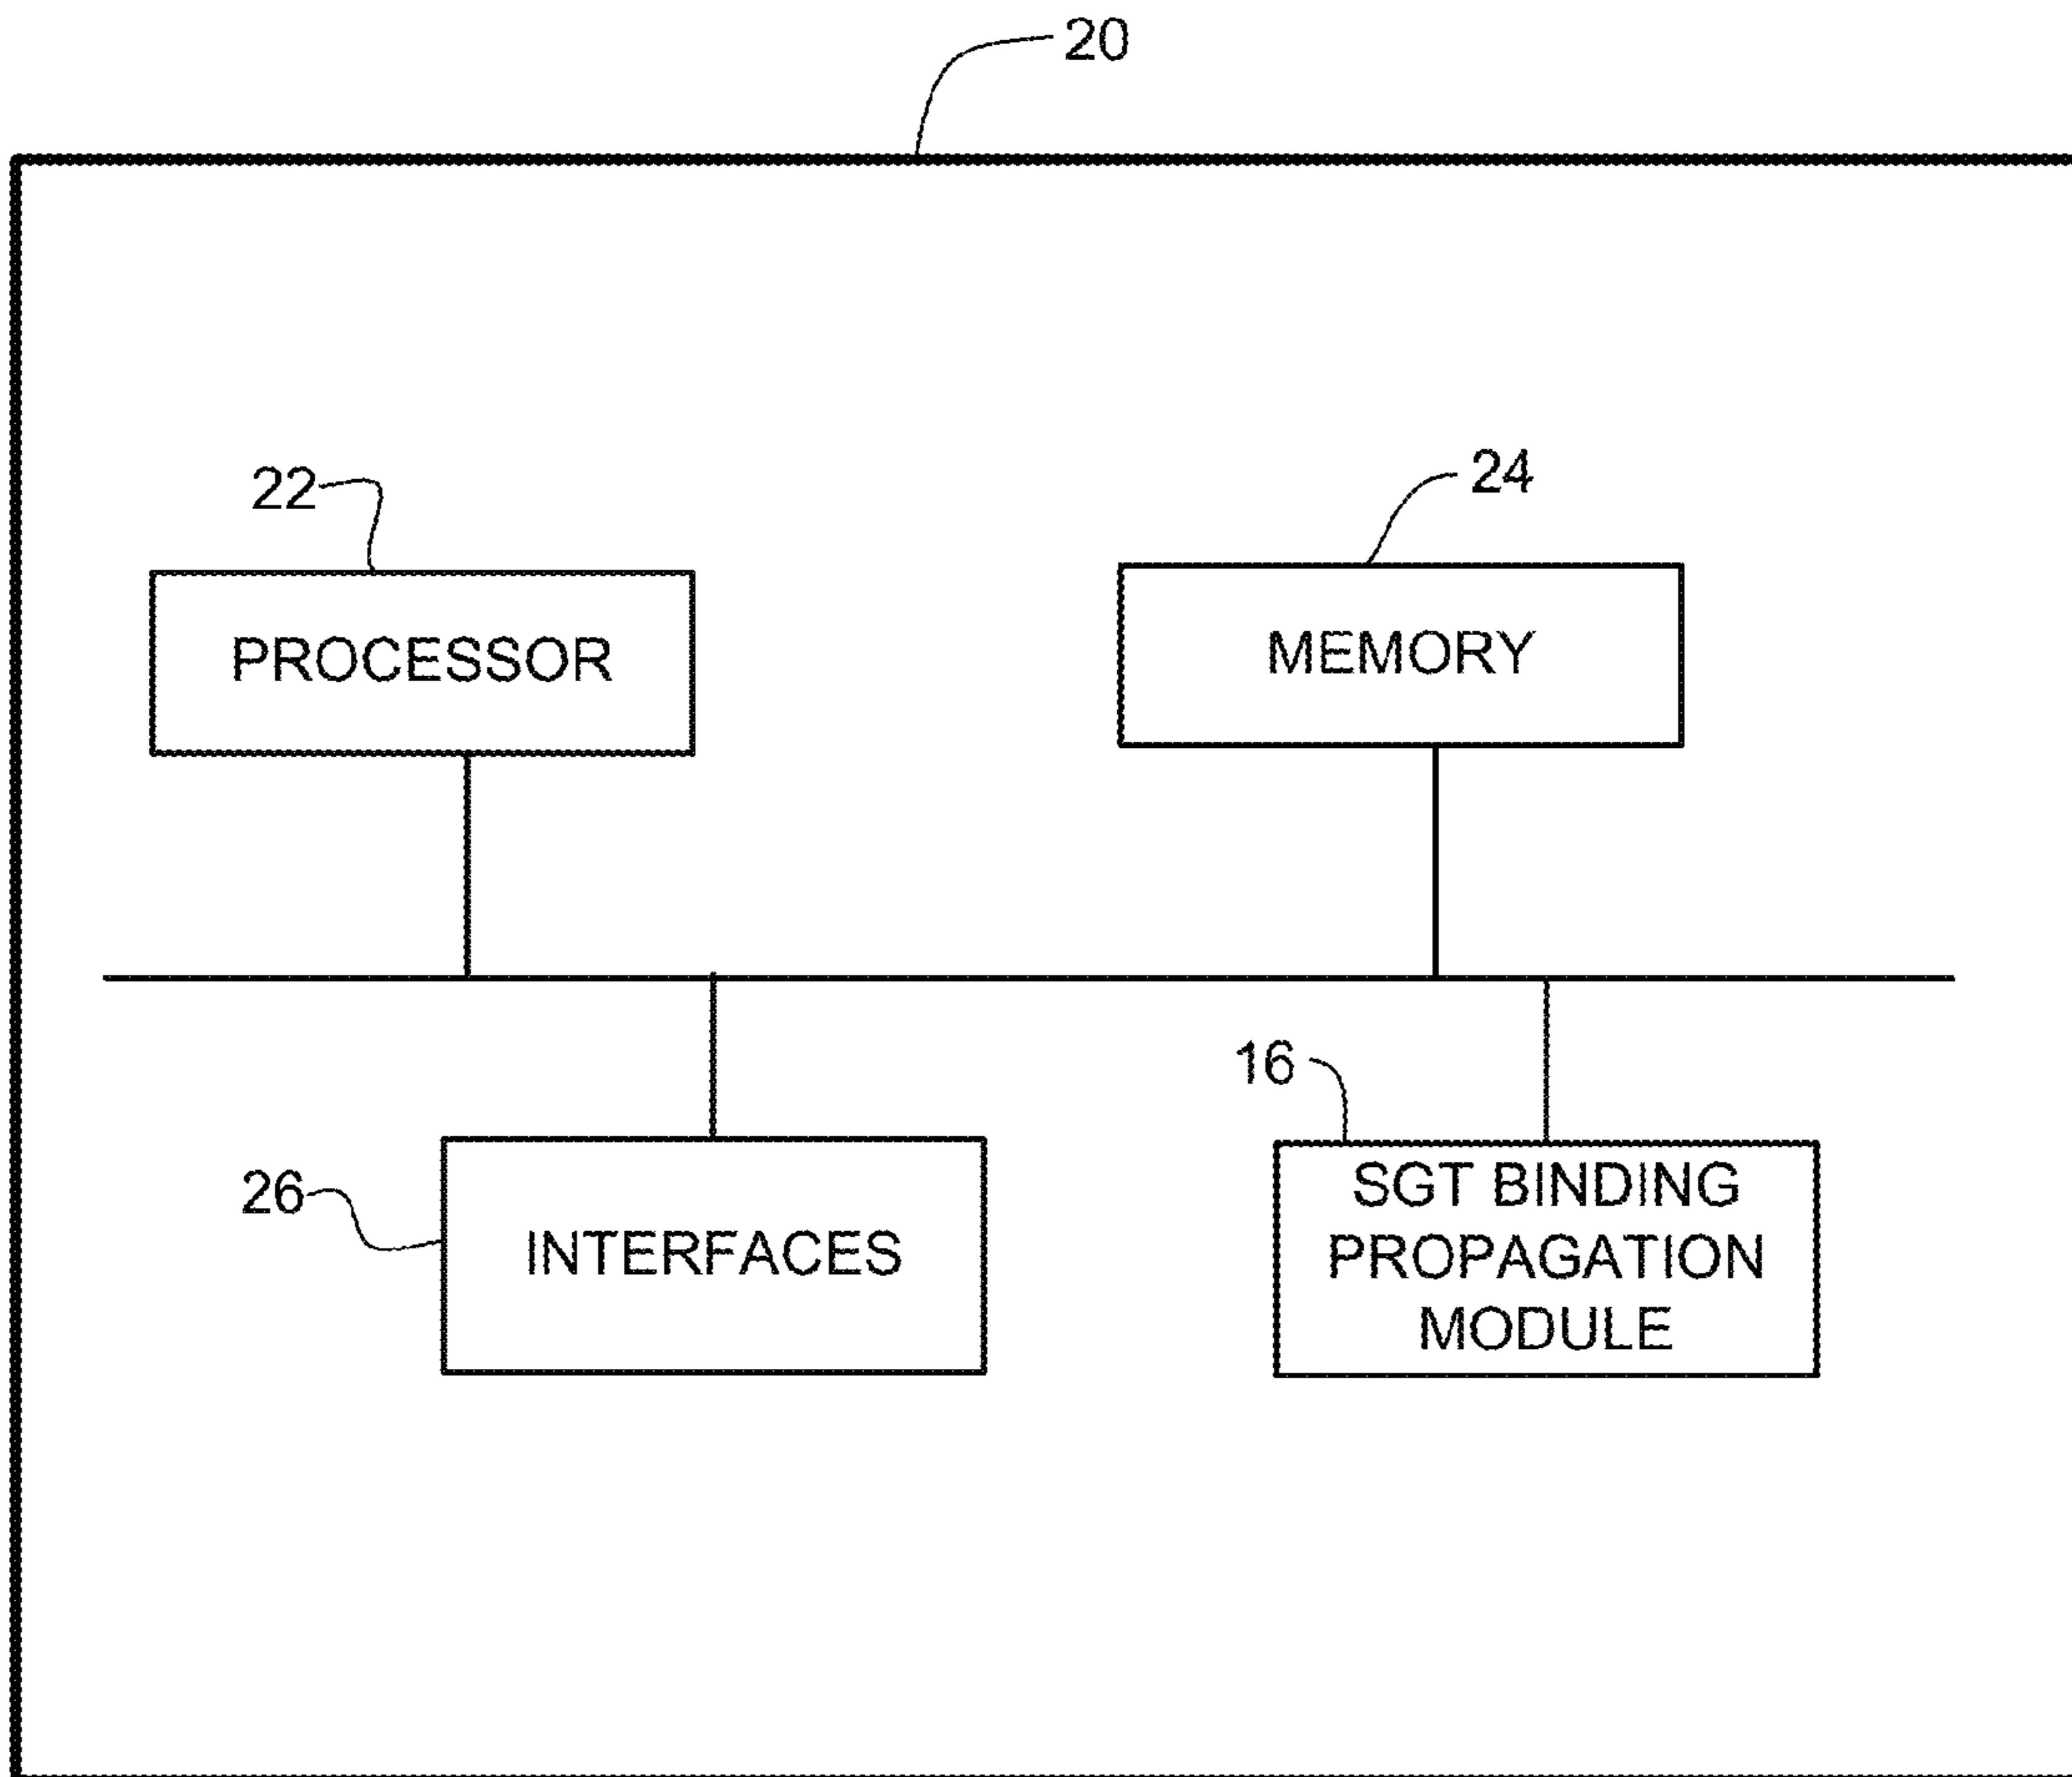 20
22
24
PROCESSOR
MEMORY
16
26
INTERFACES
SGT BINDING
PROPAGATION
MODULE